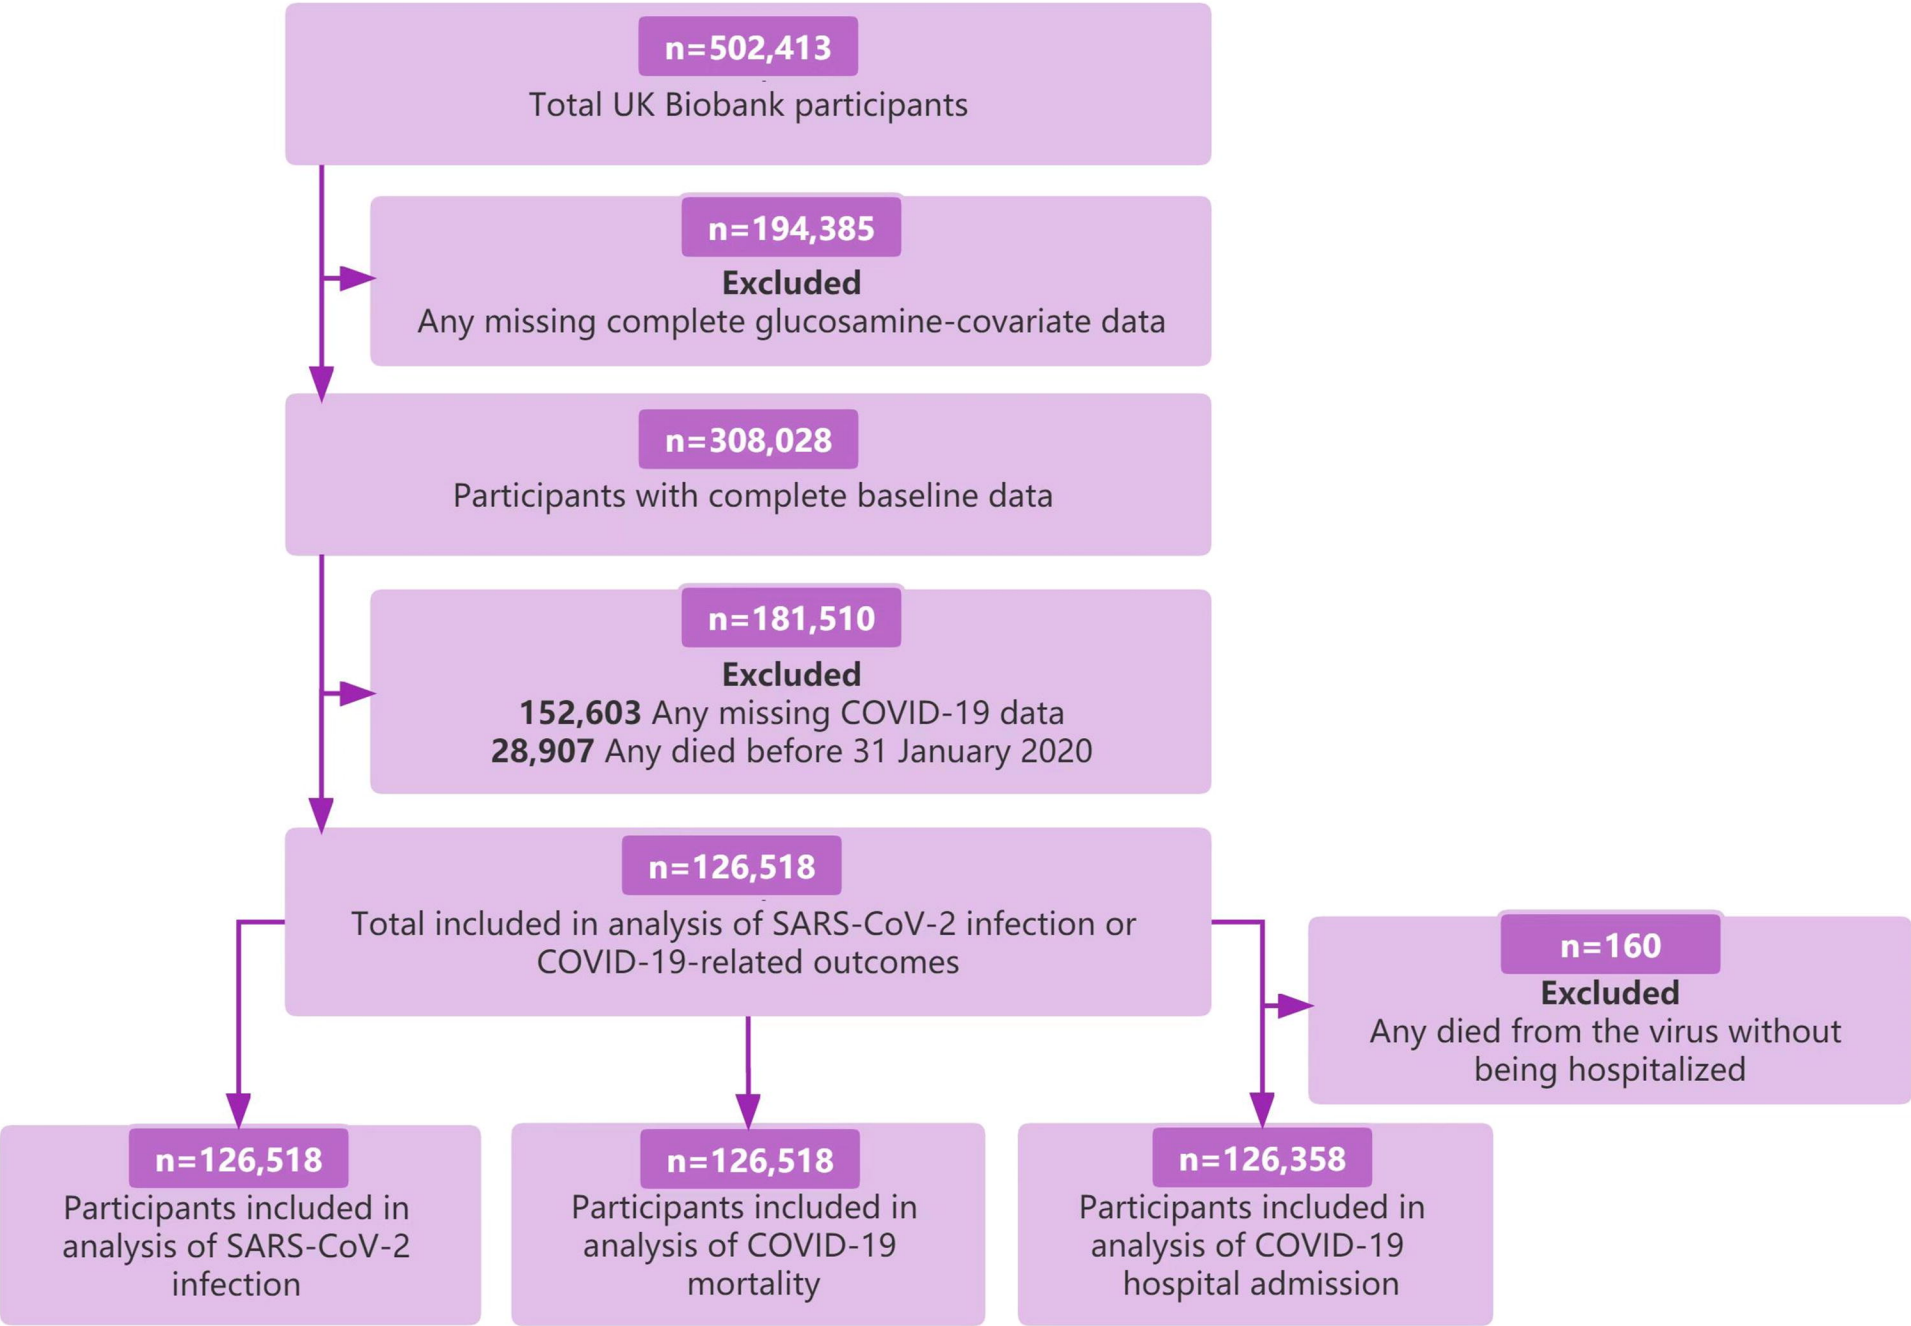 n=502,413
Total UK Biobank participants
n=194,385
Excluded
Any missing complete glucosamine-covariate data
n=308,028
Participants with complete baseline data
n=181,510
Excluded
152,603 Any missing COVID-19 data
28,907 Any died before 31 January 2020
n=126,518
Total included in analysis of SARS-CoV-2 infection or
COVID-19-related outcomes
n=160
Excluded
Any died from the virus without
being hospitalized
n=126,518
Participants included in
analysis of SARS-CoV-2
infection
n=126,518
Participants included in
analysis of COVID-19
mortality
n=126,358
Participants included in
analysis of COVID-19
hospital admission